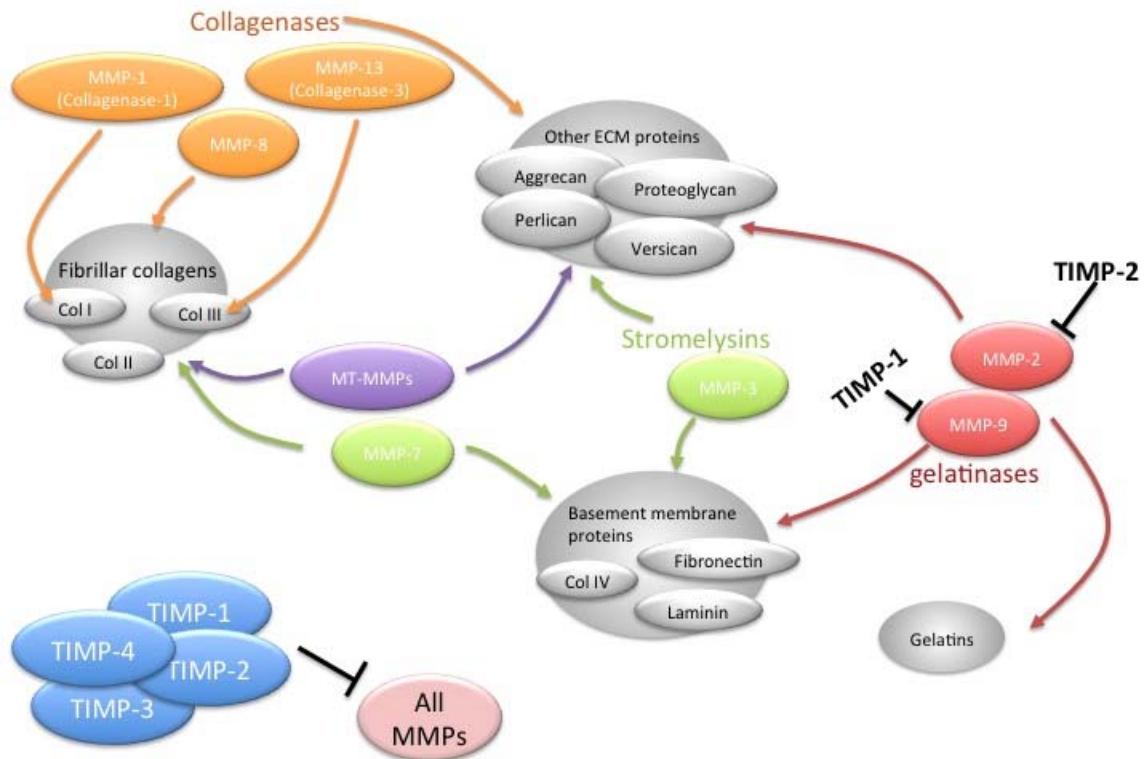 Collagenases
MMP-1
(Collagenase-1)
MMP-13
(Collagenase-3)
MMP-8
Other ECM proteins
Aggrecan
Proteoglycan
Perlican
Versican
Fibrillar collagens
Col I
Col III
Col II
TIMP-2
Stromelysins
MMP-2
MT-MMPs
MMP-3
TIMP-1
MMP-9
MMP-7
gelatinases
Basement membrane
proteins
Fibronectin
Col IV
Laminin
TIMP-1
Gelatins
TIMP-4
TIMP-2
TIMP-3
All
MMPs